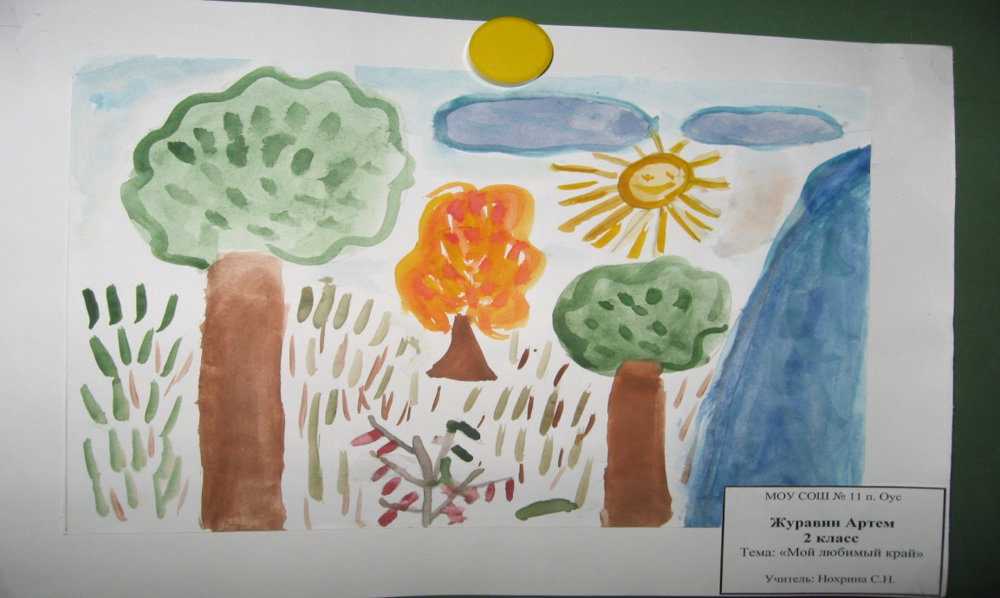 МОУ СОШ № 11 п. Оус
Журавин Артем
2 класс
Тема: «Мой любимый край»
Учитель: Нохрина С.Н.